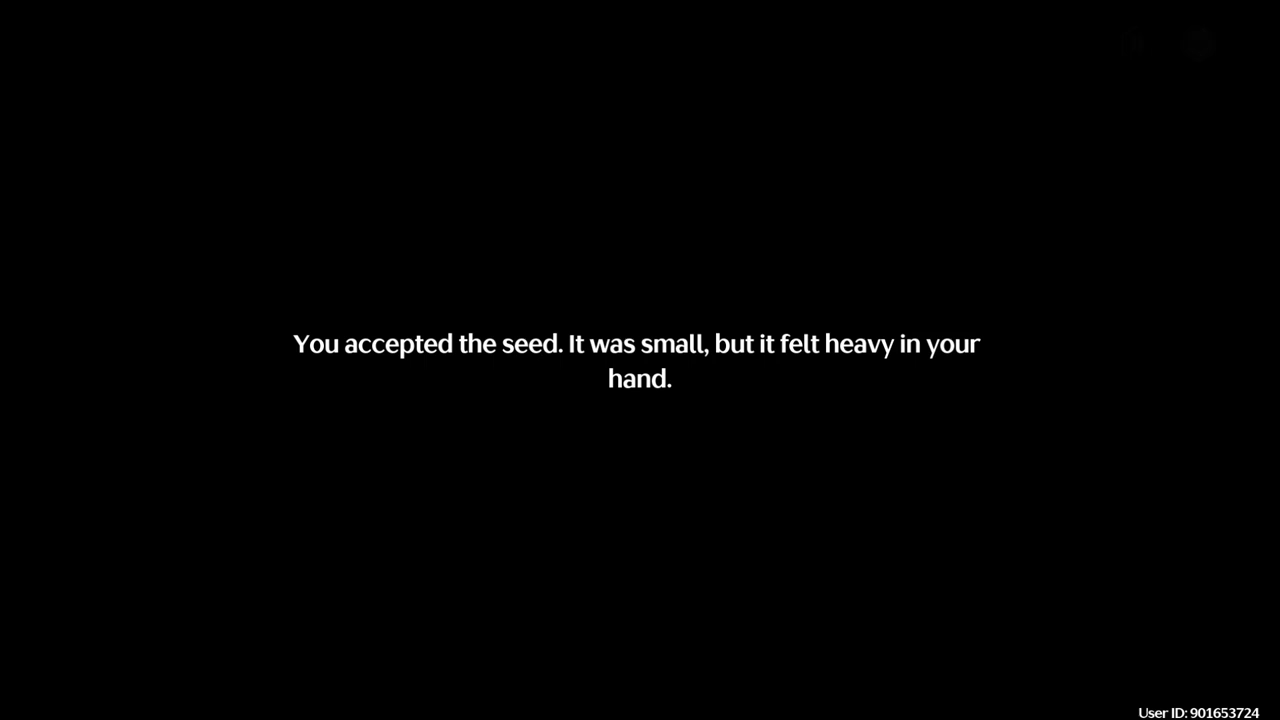 You accepted the seed. It was small, but it felt heavy in your
hand.
User ID: 901653724